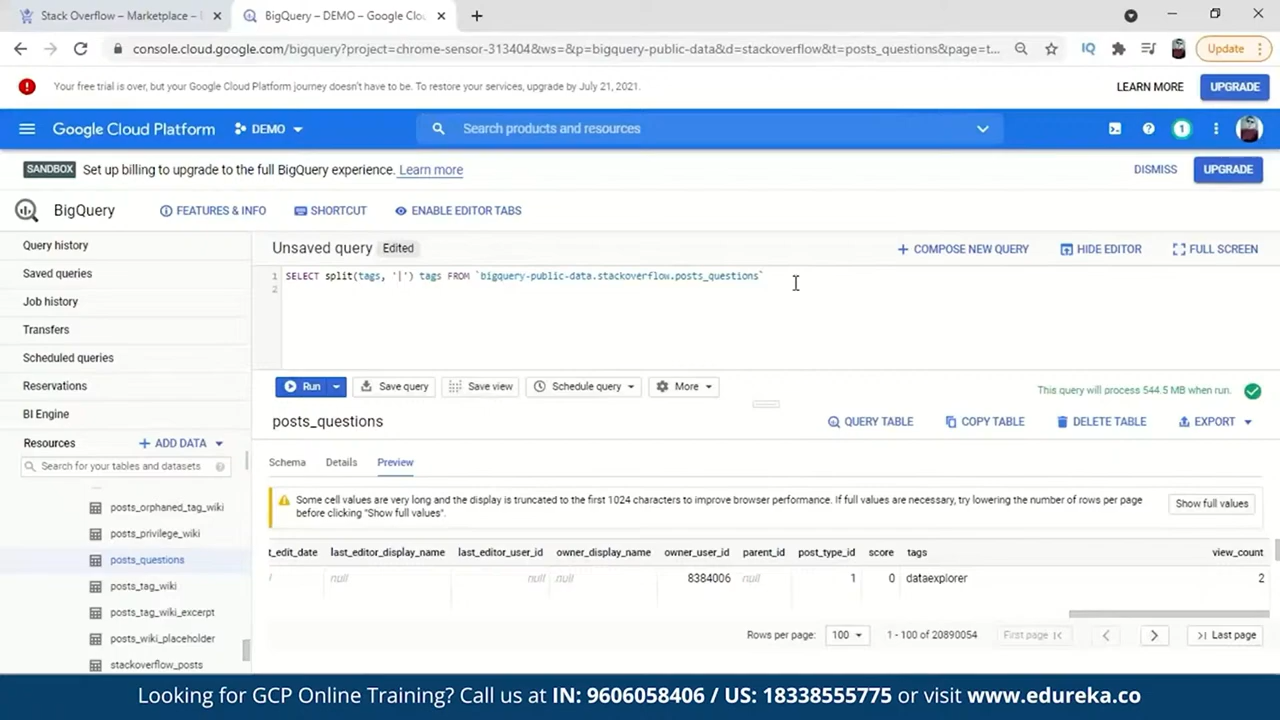 Stack Overflow – Marketplace –
BigQuery – DEMO – Google Clou
console.cloud.google.com/bigquery?project=chrome-sensor-313404&ws=&p=bigquery-public-data&d=stackoverflow&t=posts_questions&page=t...
IQ
Update
Your free trial is over, but your Google Cloud Platform journey doesn't have to be. To restore your services, upgrade by July 21, 2021.
LEARN MORE
UPGRADE
Google Cloud Platform
DEMO
Search products and resources
1
SANDBOX Set up billing to upgrade to the full BigQuery experience. Learn more
DISMISS
UPGRADE
BigQuery
FEATURES & INFO
SHORTCUT
ENABLE EDITOR TABS
Query history
Saved queries
Job history
Transfers
Scheduled queries
Reservations
BI Engine
Resources
+ ADD DATA
Search for your tables and datasets
posts_orphaned_tag_wiki
posts_privilege_wiki
posts_questions
posts_tag_wiki
posts_tag_wiki_excerpt
posts_wiki_placeholder
stackoverflow_posts
Unsaved query Edited
+ COMPOSE NEW QUERY
HIDE EDITOR
FULL SCREEN
1 SELECT split(tags, '|') tags FROM `bigquery-public-data.stackoverflow.posts_questions`
2
Run
Save query
Save view
Schedule query
More
This query will process 544.5 MB when run.
posts_questions
QUERY TABLE
COPY TABLE
DELETE TABLE
EXPORT
Schema Details Preview
Some cell values are very long and the display is truncated to the first 1024 characters to improve browser performance. If full values are necessary, try lowering the number of rows per page
before clicking "Show full values".
Show full values
t_edit_date last_editor_display_name last_editor_user_id owner_display_name owner_user_id parent_id post_type_id score tags view_count
null null null 8384006 null 1 0 dataexplorer 2
Rows per page: 100 1 - 100 of 20890054 First page |< < > >| Last page
Looking for GCP Online Training? Call us at IN: 9606058406 / US: 18338555775 or visit www.edureka.co